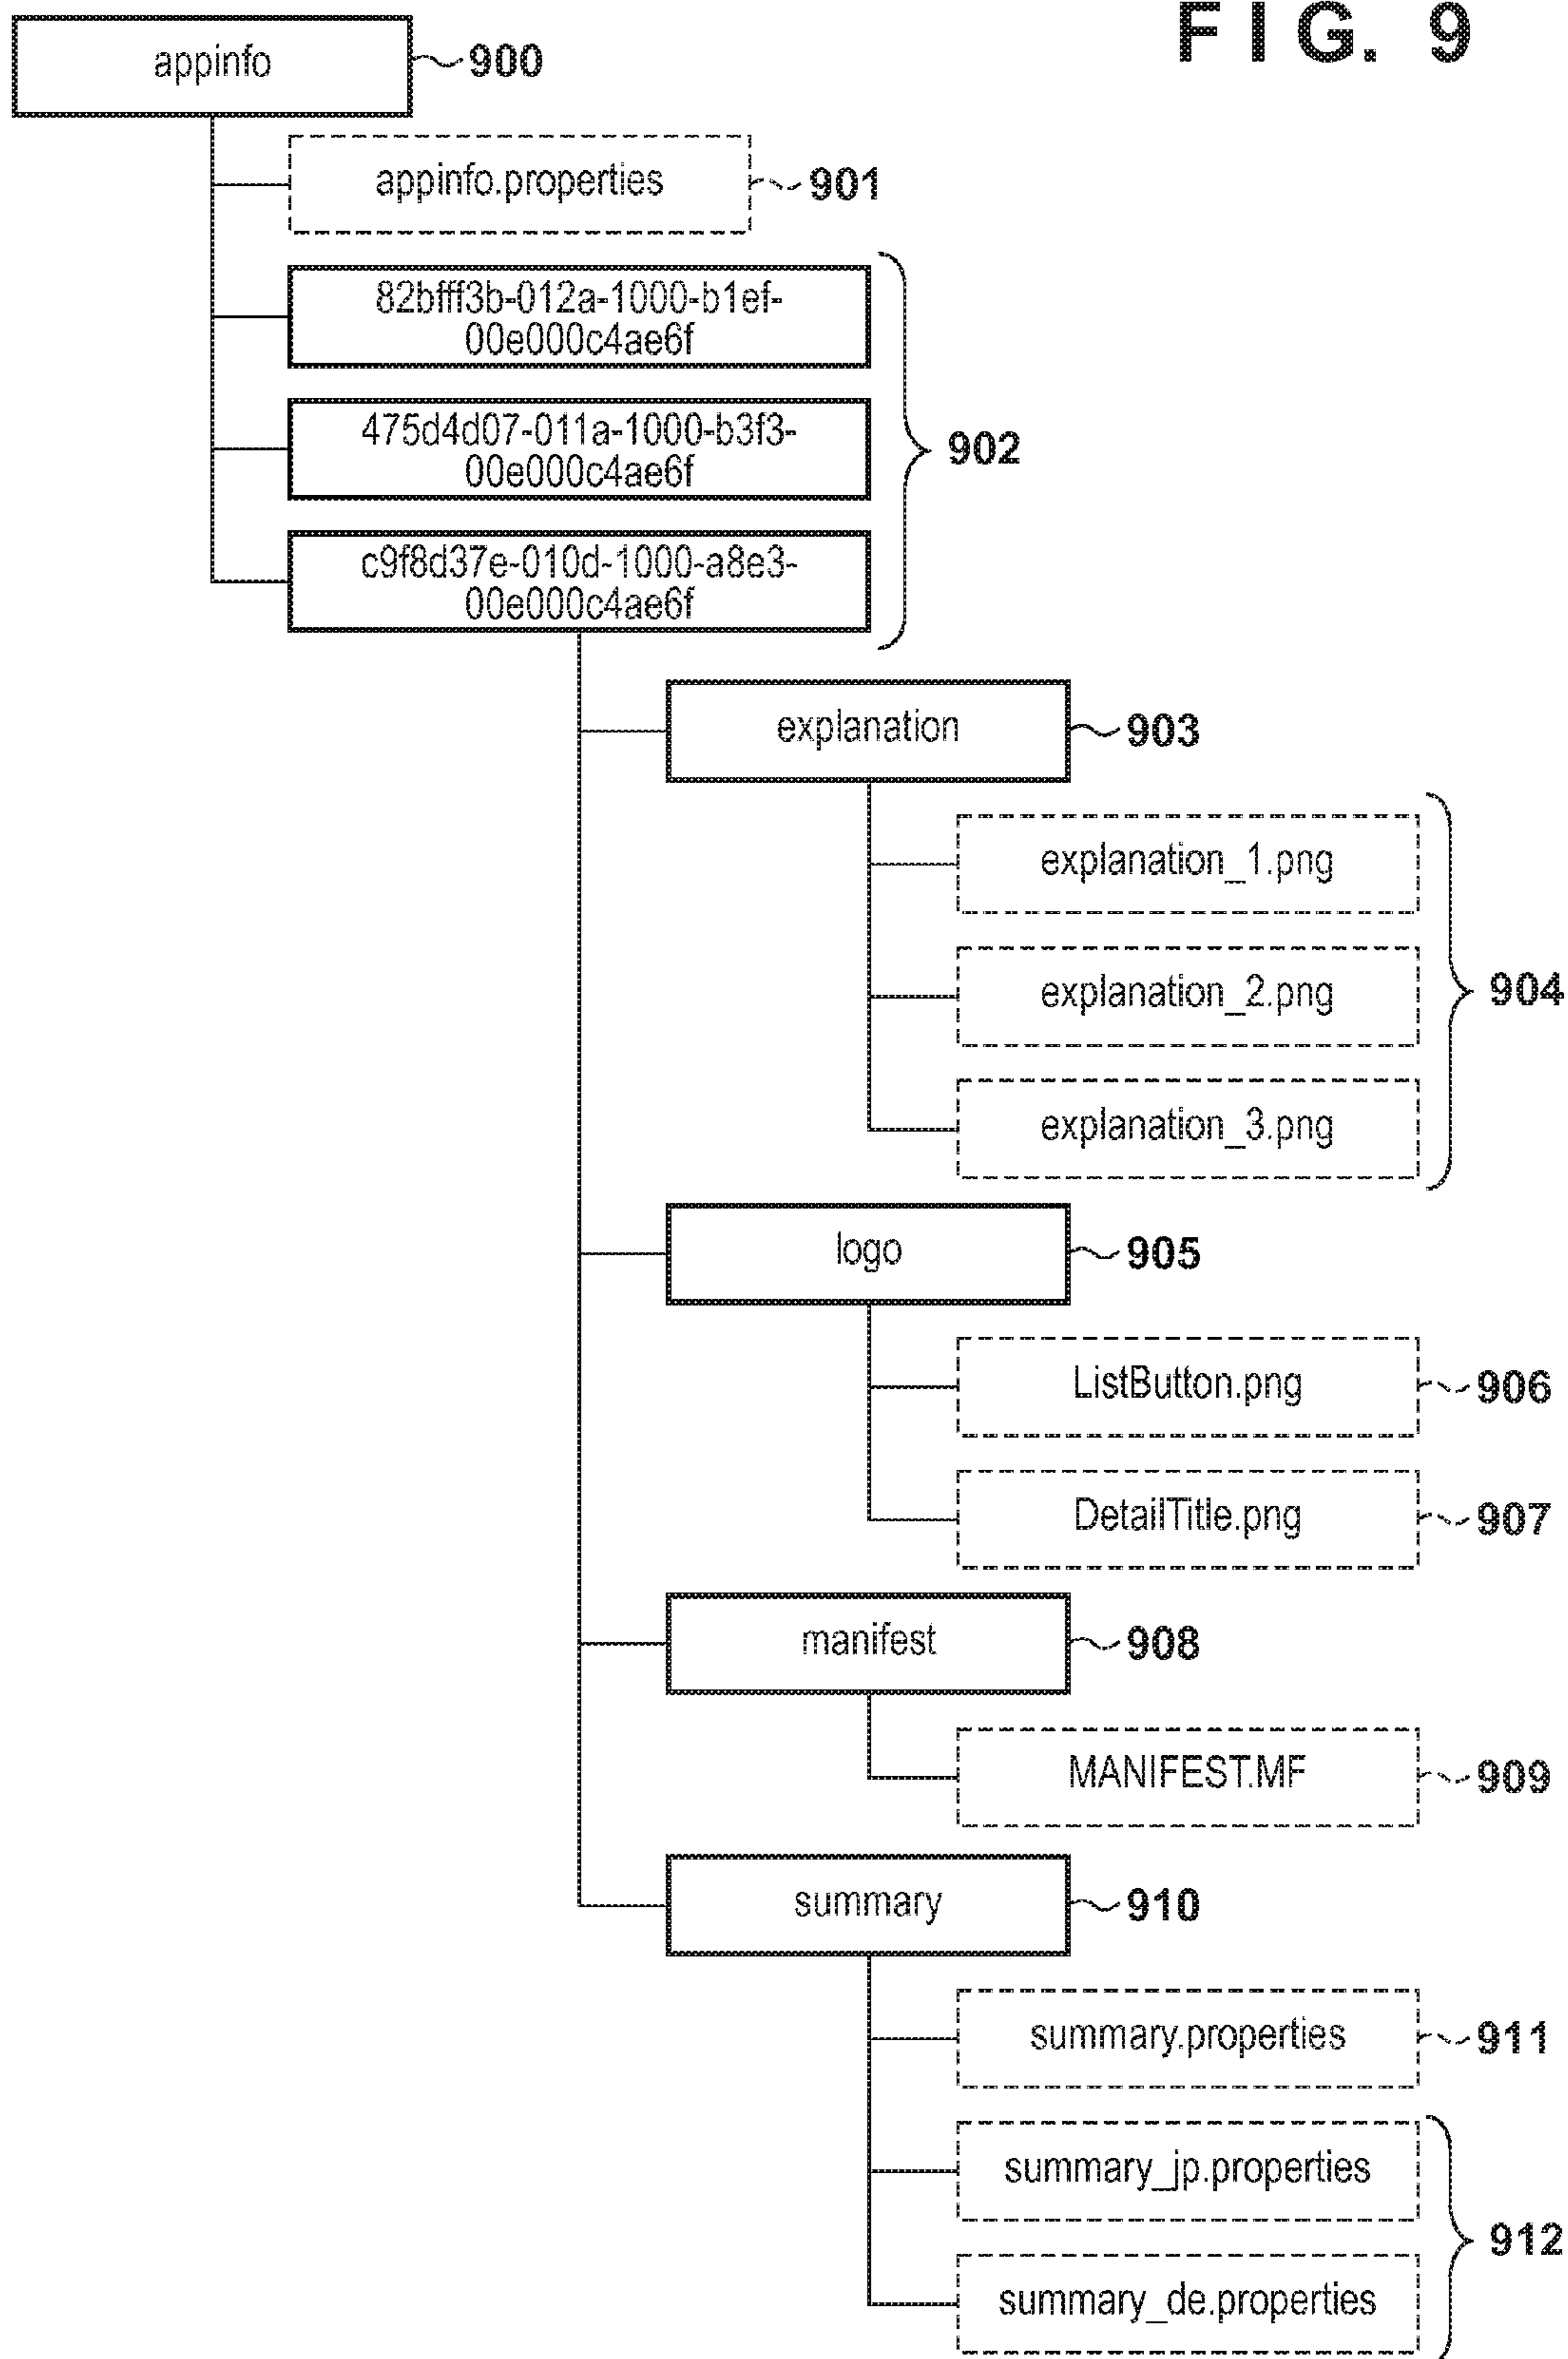 FIG. 9
appinfo
900
appinfo.properties
901
82bfff3b-012a-1000-b1ef-
00e000c4ae6f
475d4d07-011a-1000-b3f3-
00e000c4ae6f
902
c9f8d37e-010d-1000-a8e3-
00e000c4ae6f
explanation
903
explanation_1.png
explanation_2.png
904
explanation_3.png
logo
905
ListButton.png
906
DetailTitle.png
907
manifest
908
MANIFEST.MF
909
summary
910
summary.properties
911
summary_jp.properties
912
summary_de.properties